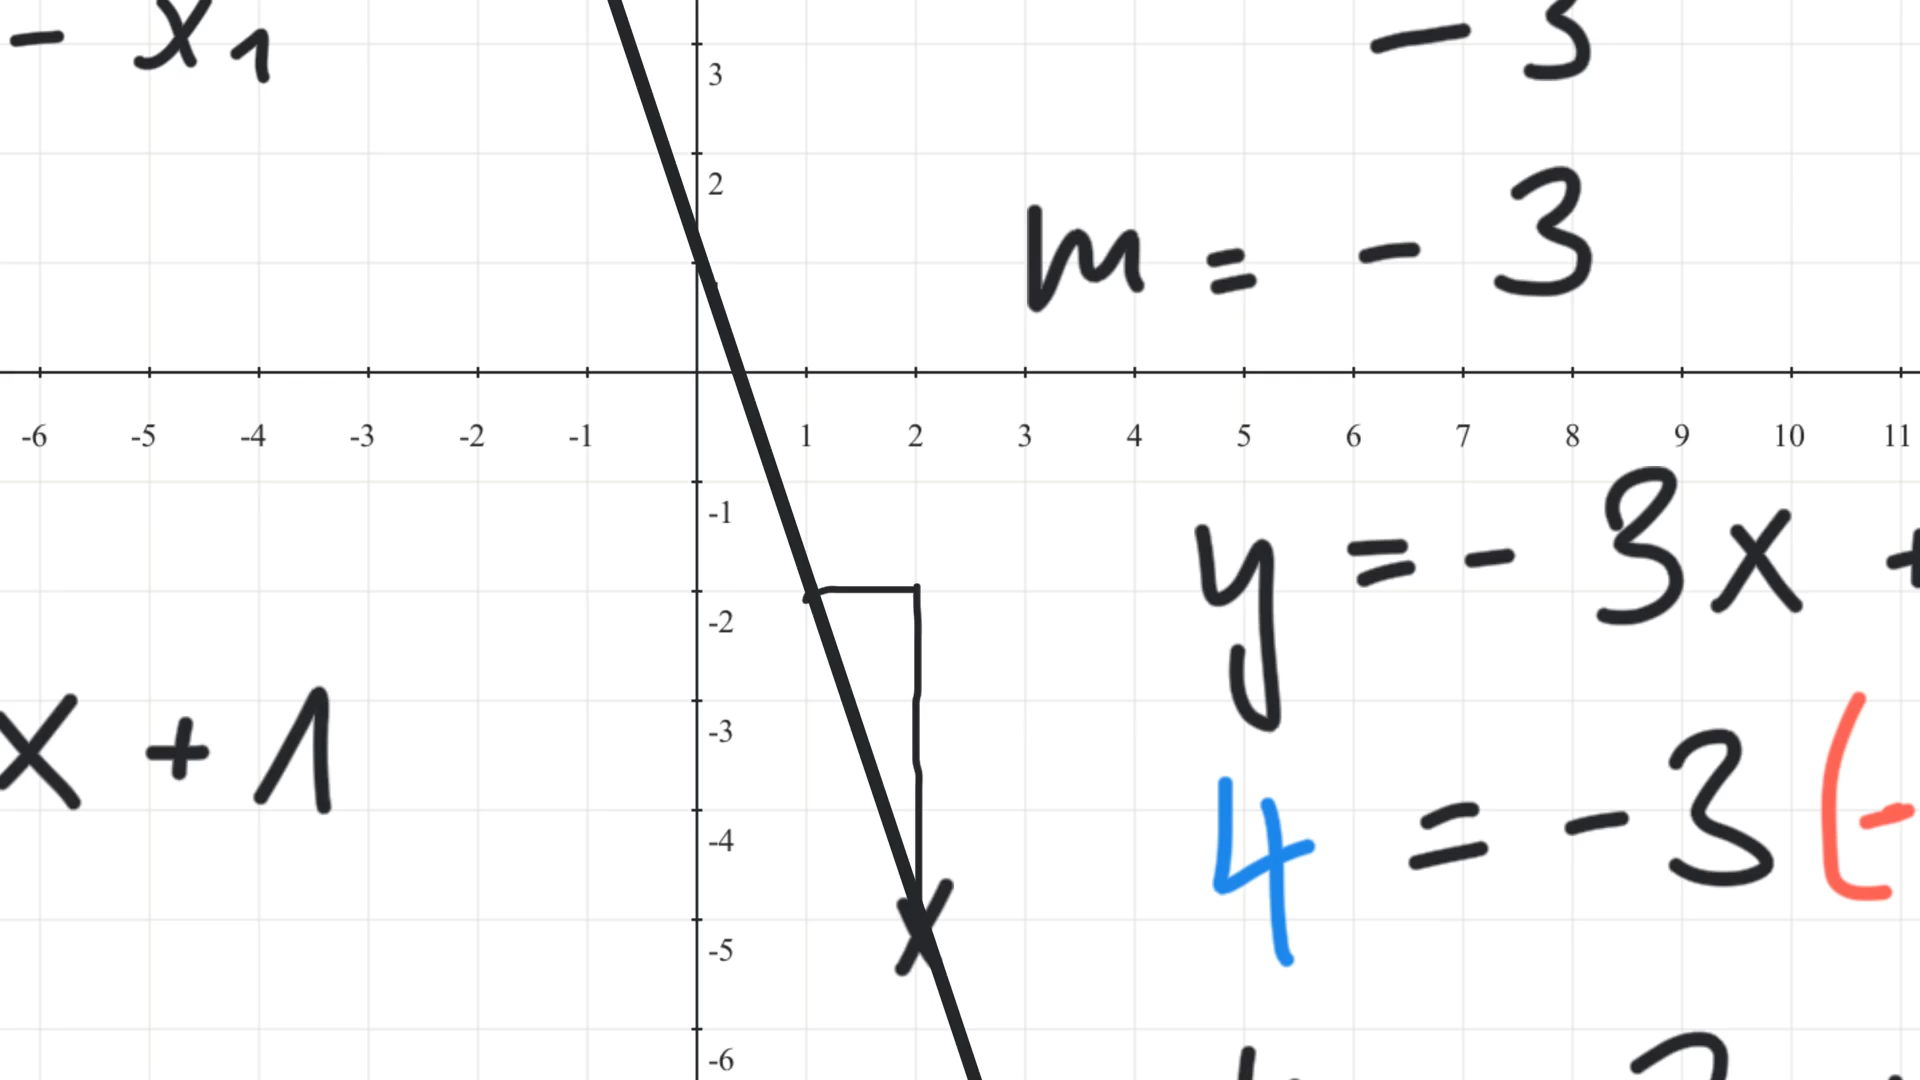 - x1
- 3
3
2
m = - 3
-6 -5 -4 -3 -2 -1 1 2 3 4 5 6 7 8 9 10 11
-1
y = - 3x +
-2
-3
x + 1
4 = - 3 (-
-4
-5
-6